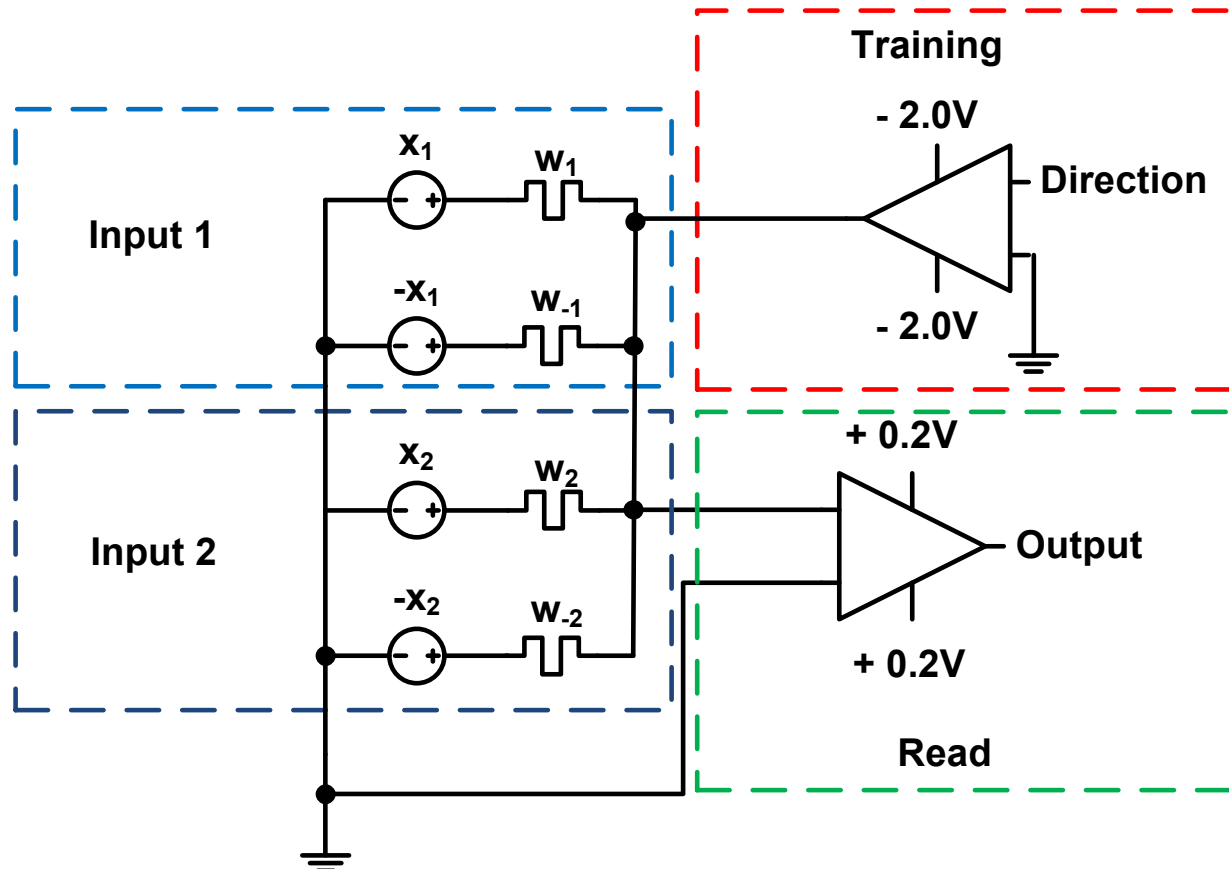 Training
- 2.0V
Direction
- 2.0V
x₁
w₁
Input 1
-x₁
w₋₁
x₂
w₂
Input 2
-x₂
w₋₂
+ 0.2V
Output
+ 0.2V
Read